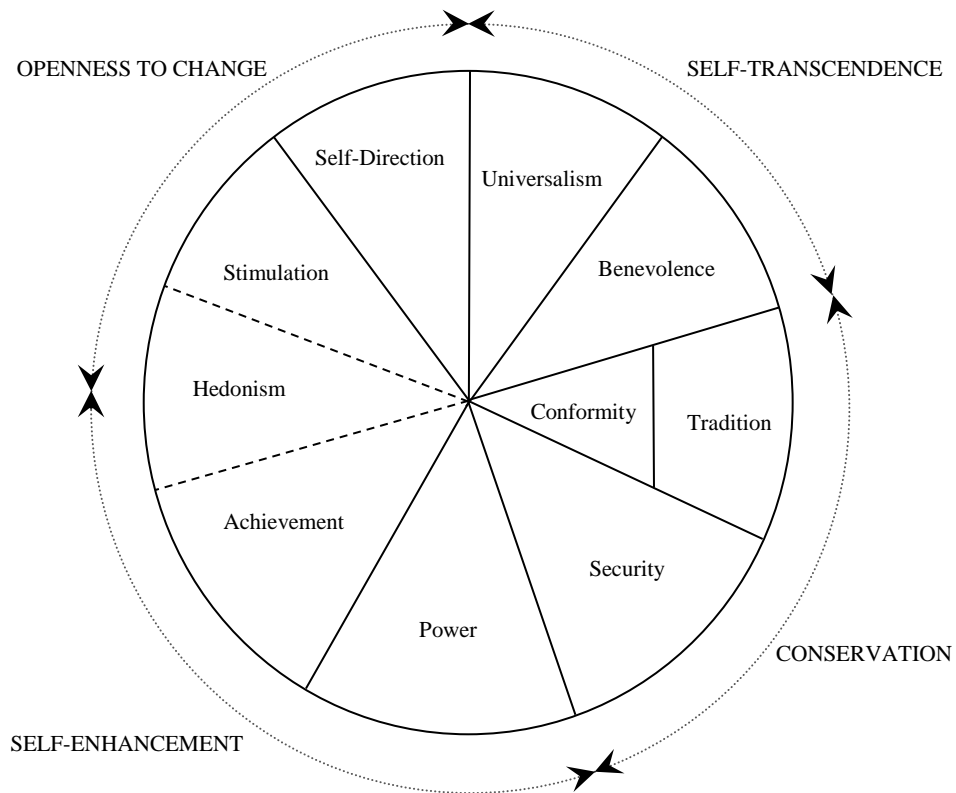 OPENNESS TO CHANGE
SELF-TRANSCENDENCE
Self-Direction
Universalism
Stimulation
Benevolence
Hedonism
Conformity
Tradition
Achievement
Security
Power
CONSERVATION
SELF-ENHANCEMENT